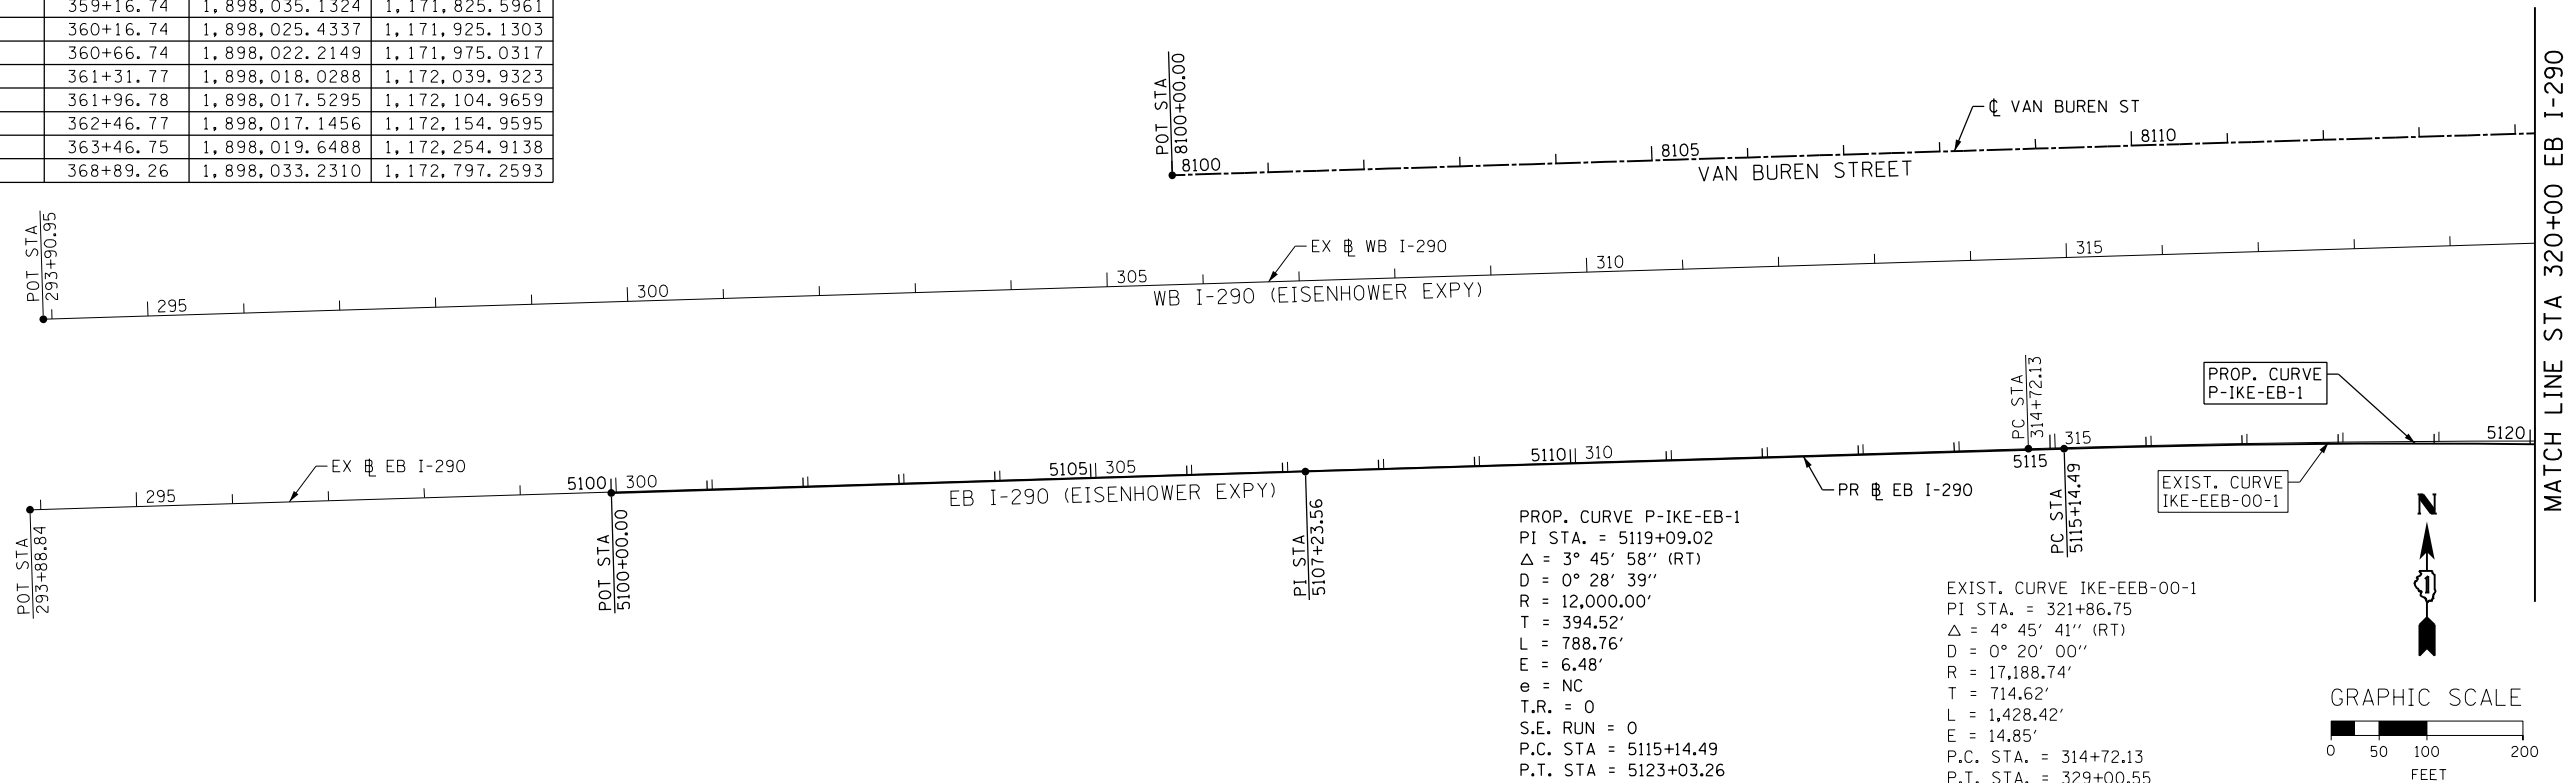 359+16.74 1,898,035.1324 1,171,825.5961
360+16.74 1,898,025.4337 1,171,925.1303
360+66.74 1,898,022.2149 1,171,975.0317
361+31.77 1,898,018.0288 1,172,039.9323
361+96.78 1,898,017.5295 1,172,104.9659
362+46.77 1,898,017.1456 1,172,154.9595
363+46.75 1,898,019.6488 1,172,254.9138
368+89.26 1,898,033.2310 1,172,797.2593
POT STA
8100+00.00
8100
8105
8110
℄ VAN BUREN ST
VAN BUREN STREET
POT STA
293+90.95
295
300
305
310
315
EX ℄ WB I-290
WB I-290 (EISENHOWER EXPY)
MATCH LINE STA 320+00 EB I-290
POT STA
293+88.84
295
EX ℄ EB I-290
5100
300
POT STA
5100+00.00
5105
305
EB I-290 (EISENHOWER EXPY)
PI STA
5107+23.56
5110
310
PR ℄ EB I-290
PC STA
314+72.13
5115
315
PC STA
5115+14.49
5120
PROP. CURVE
P-IKE-EB-1
EXIST. CURVE
IKE-EEB-00-1
PROP. CURVE P-IKE-EB-1
PI STA. = 5119+09.02
Δ = 3° 45' 58'' (RT)
D = 0° 28' 39''
R = 12,000.00'
T = 394.52'
L = 788.76'
E = 6.48'
e = NC
T.R. = 0
S.E. RUN = 0
P.C. STA = 5115+14.49
P.T. STA = 5123+03.26
EXIST. CURVE IKE-EEB-00-1
PI STA. = 321+86.75
Δ = 4° 45' 41'' (RT)
D = 0° 20' 00''
R = 17,188.74'
T = 714.62'
L = 1,428.42'
E = 14.85'
P.C. STA. = 314+72.13
P.T. STA. = 329+00.55
N
1
GRAPHIC SCALE
0 50 100 200
FEET